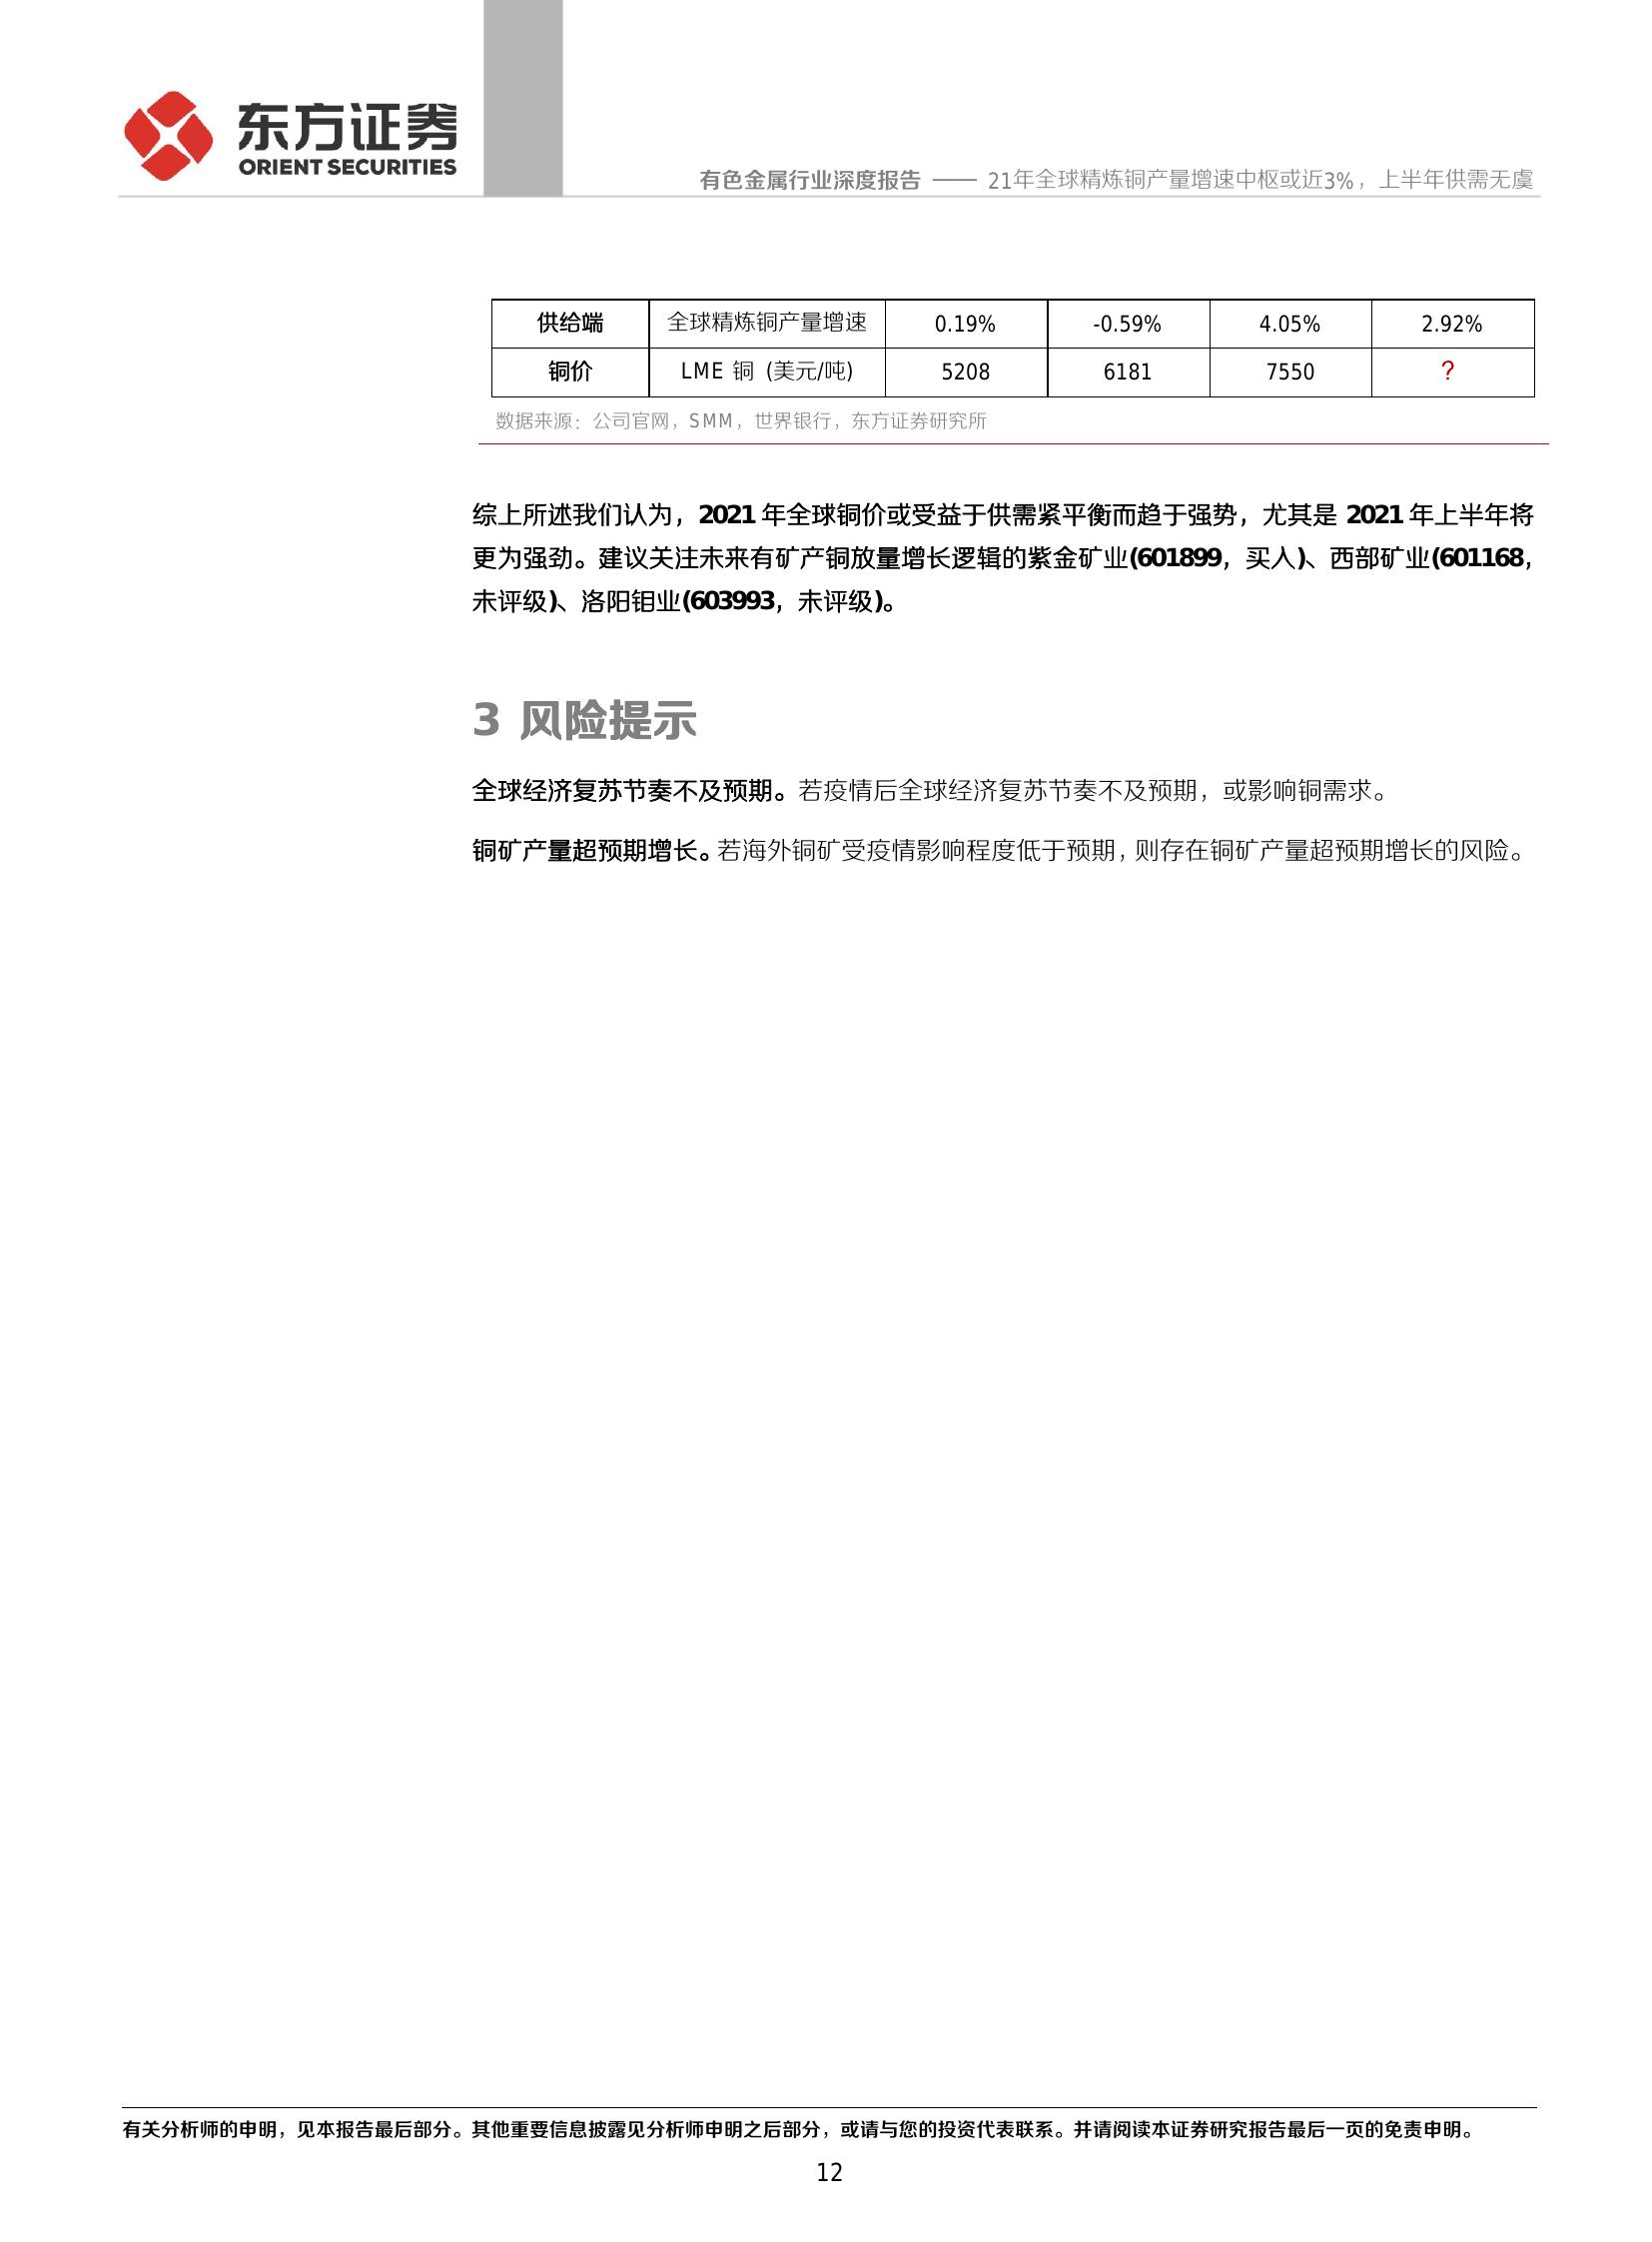 东方证券
ORIENT SECURITIES
有色金属行业深度报告 —— 21年全球精炼铜产量增速中枢或近3%，上半年供需无虞
供给端 全球精炼铜产量增速 0.19% -0.59% 4.05% 2.92%
铜价 LME 铜 (美元/吨) 5208 6181 7550 ?
数据来源：公司官网，SMM，世界银行，东方证券研究所
综上所述我们认为，2021 年全球铜价或受益于供需紧平衡而趋于强势，尤其是 2021 年上半年将
更为强劲。建议关注未来有矿产铜放量增长逻辑的紫金矿业(601899，买入)、西部矿业(601168，
未评级)、洛阳钼业(603993，未评级)。
3 风险提示
全球经济复苏节奏不及预期。若疫情后全球经济复苏节奏不及预期，或影响铜需求。
铜矿产量超预期增长。若海外铜矿受疫情影响程度低于预期，则存在铜矿产量超预期增长的风险。
有关分析师的申明，见本报告最后部分。其他重要信息披露见分析师申明之后部分，或请与您的投资代表联系。并请阅读本证券研究报告最后一页的免责申明。
12